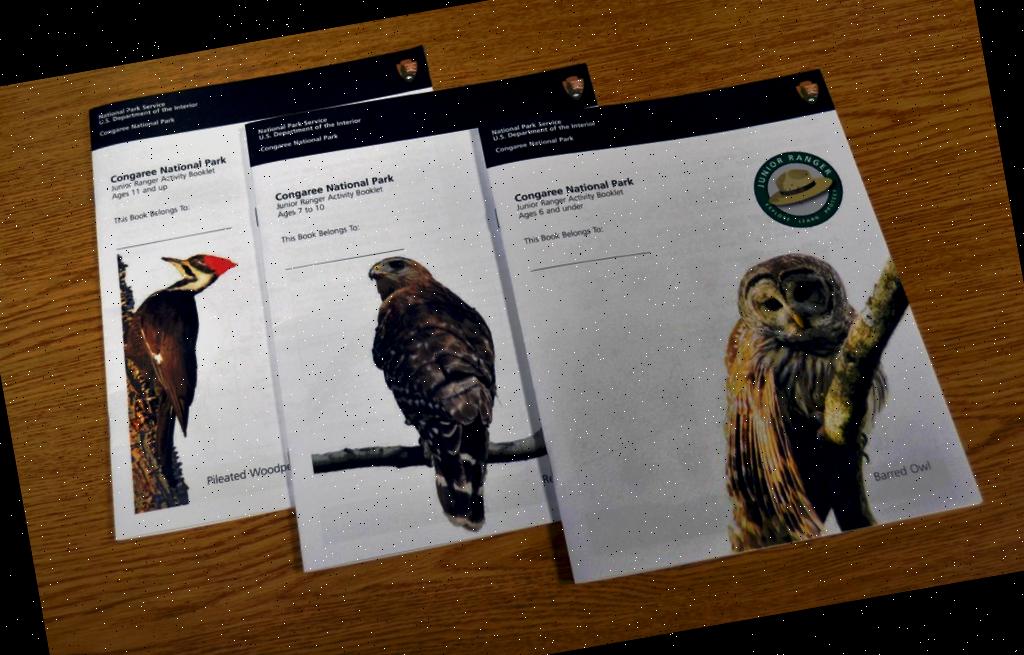 National Park Service
U.S. Department of the Interior
Congaree National Park
Congaree National Park
Junior Ranger Activity Booklet
Ages 11 and up
This Book Belongs To:
Pileated Woodpe
National Park Service
U.S. Department of the Interior
Congaree National Park
Congaree National Park
Junior Ranger Activity Booklet
Ages 7 to 10
This Book Belongs To:
Re
National Park Service
U.S. Department of the Interior
Congaree National Park
JUNIOR RANGER
EXPLORE · LEARN · PROTECT
Congaree National Park
Junior Ranger Activity Booklet
Ages 6 and under
This Book Belongs To:
Barred Owl